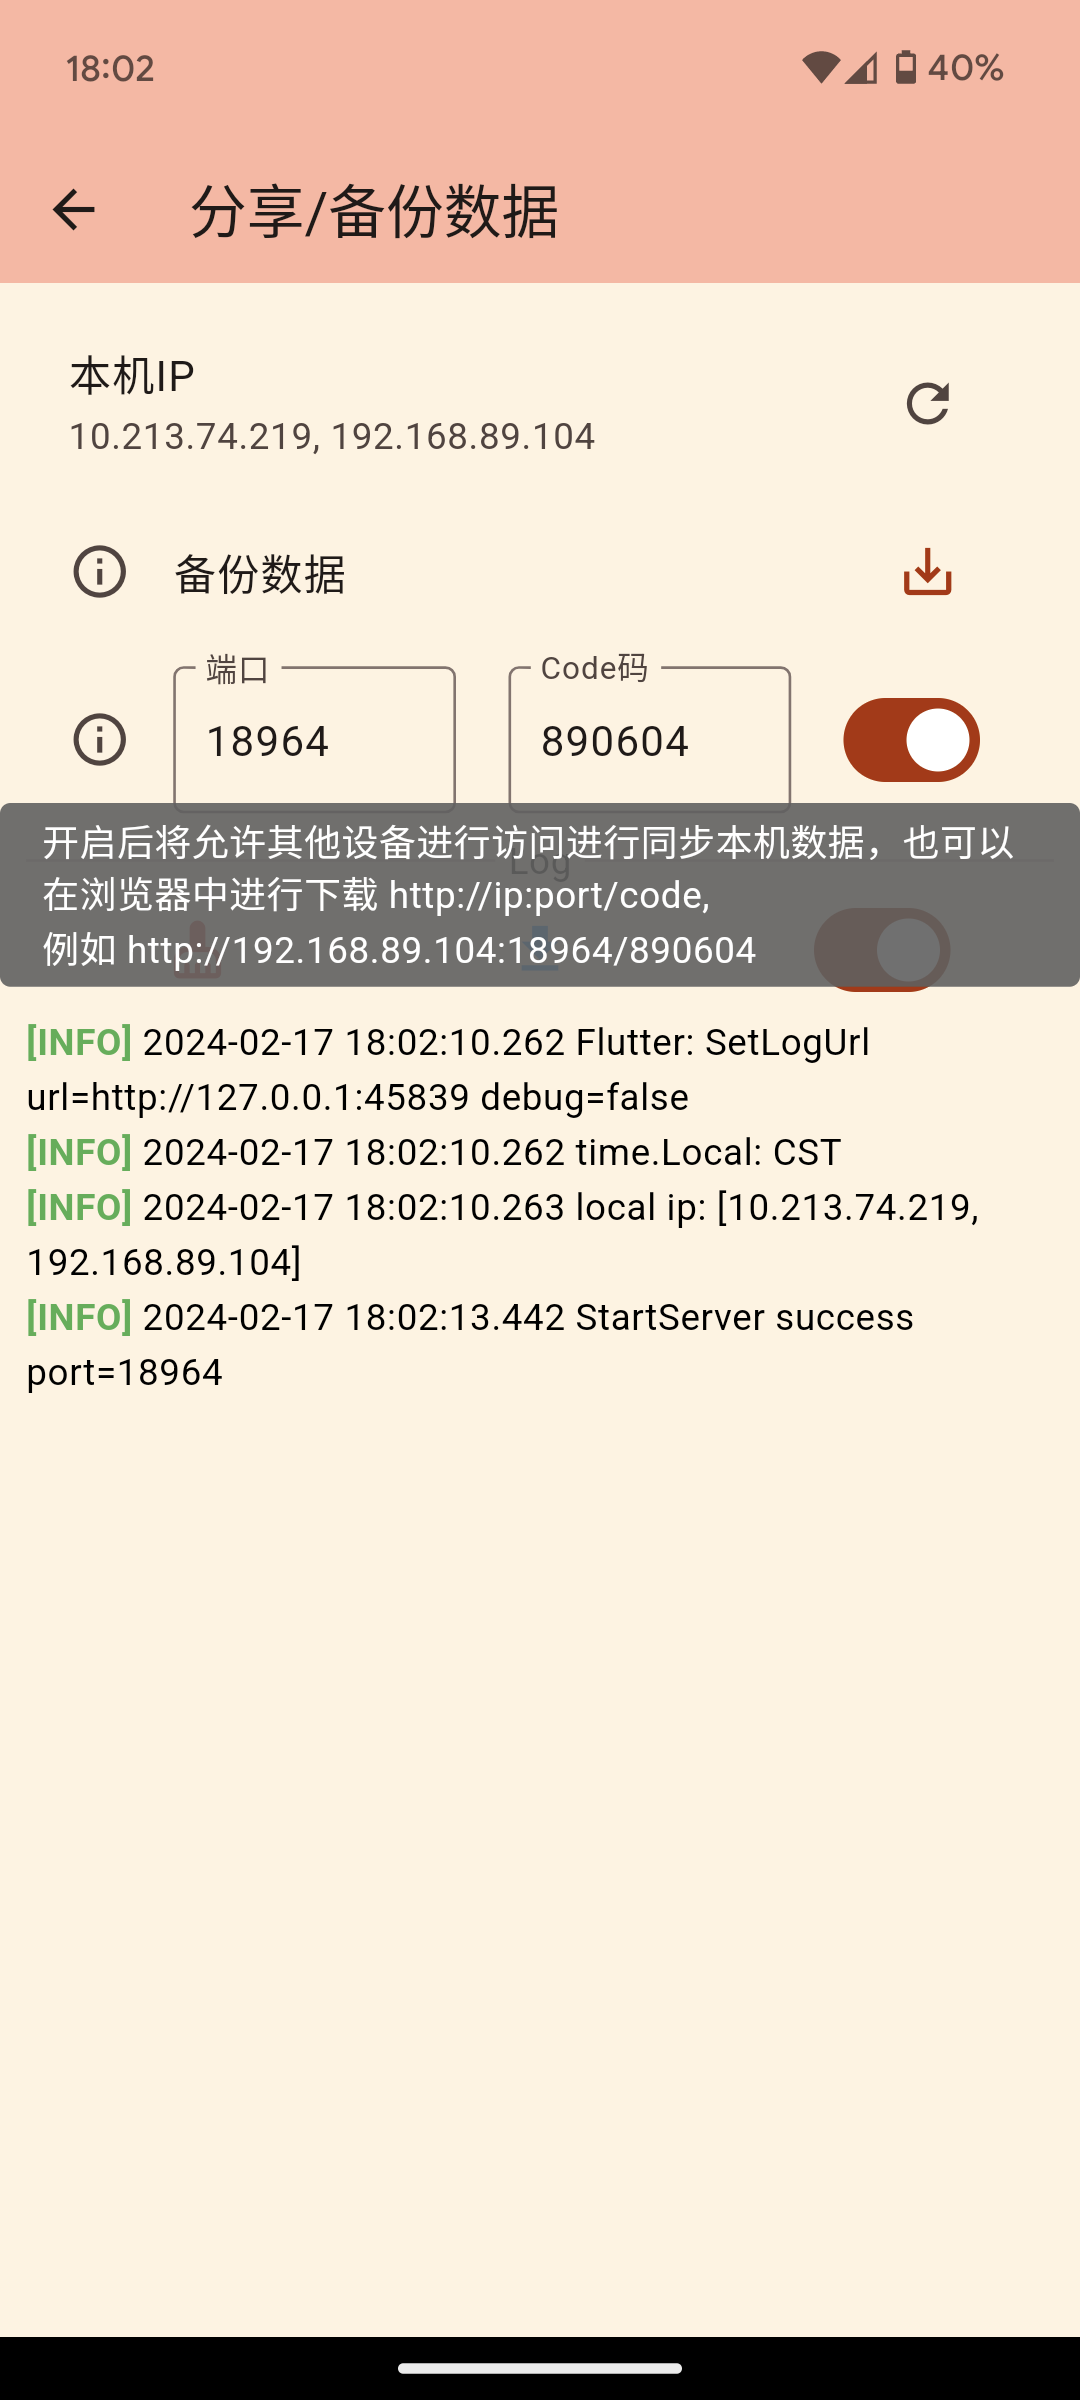 18:02
40%
分享/备份数据
本机IP
10.213.74.219, 192.168.89.104
备份数据
端口
Code码
18964
890604
Log
开启后将允许其他设备进行访问进行同步本机数据，也可以
在浏览器中进行下载 http://ip:port/code,
例如 http://192.168.89.104:18964/890604
[INFO] 2024-02-17 18:02:10.262 Flutter: SetLogUrl
url=http://127.0.0.1:45839 debug=false
[INFO] 2024-02-17 18:02:10.262 time.Local: CST
[INFO] 2024-02-17 18:02:10.263 local ip: [10.213.74.219,
192.168.89.104]
[INFO] 2024-02-17 18:02:13.442 StartServer success
port=18964